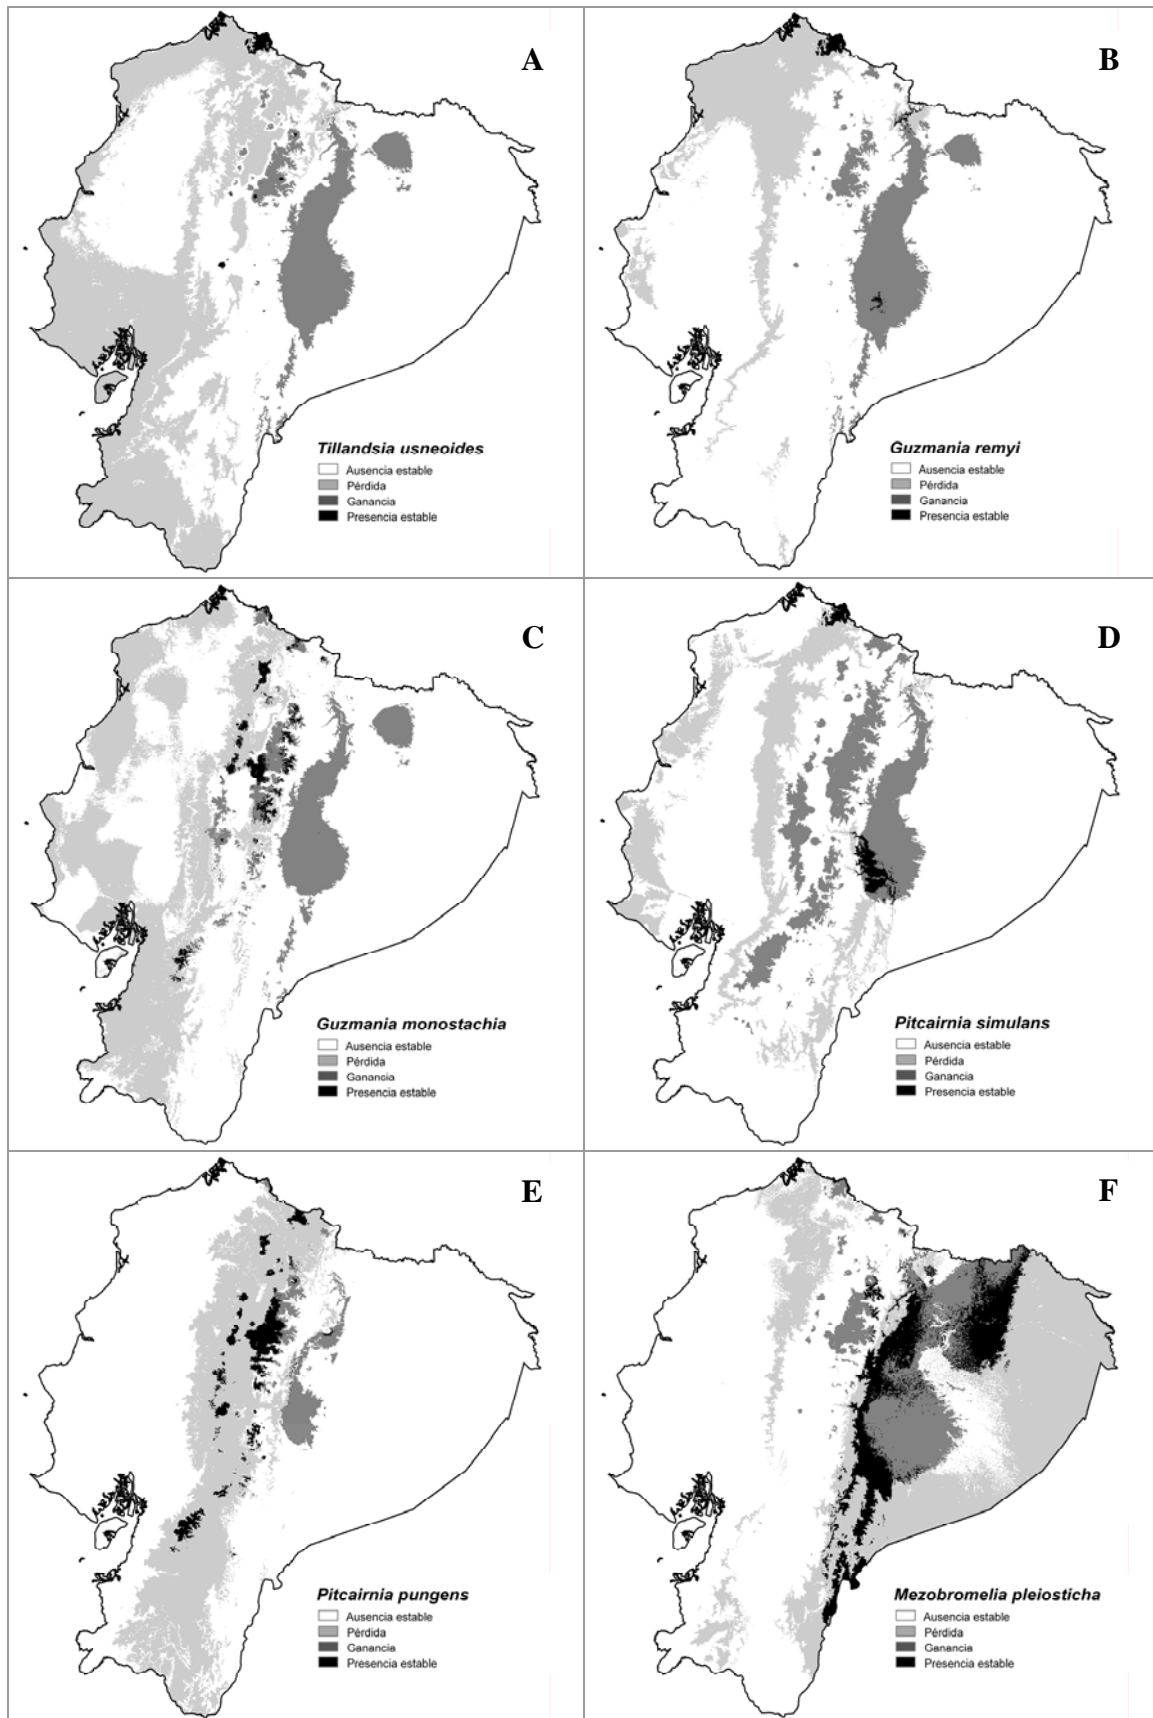 A
Tillandsia usneoides
Ausencia estable
Pérdida
Ganancia
Presencia estable
B
Guzmania remyi
Ausencia estable
Pérdida
Ganancia
Presencia estable
C
Guzmania monostachia
Ausencia estable
Pérdida
Ganancia
Presencia estable
D
Pitcairnia simulans
Ausencia estable
Pérdida
Ganancia
Presencia estable
E
Pitcairnia pungens
Ausencia estable
Pérdida
Ganancia
Presencia estable
F
Mezobromelia pleiosticha
Ausencia estable
Pérdida
Ganancia
Presencia estable